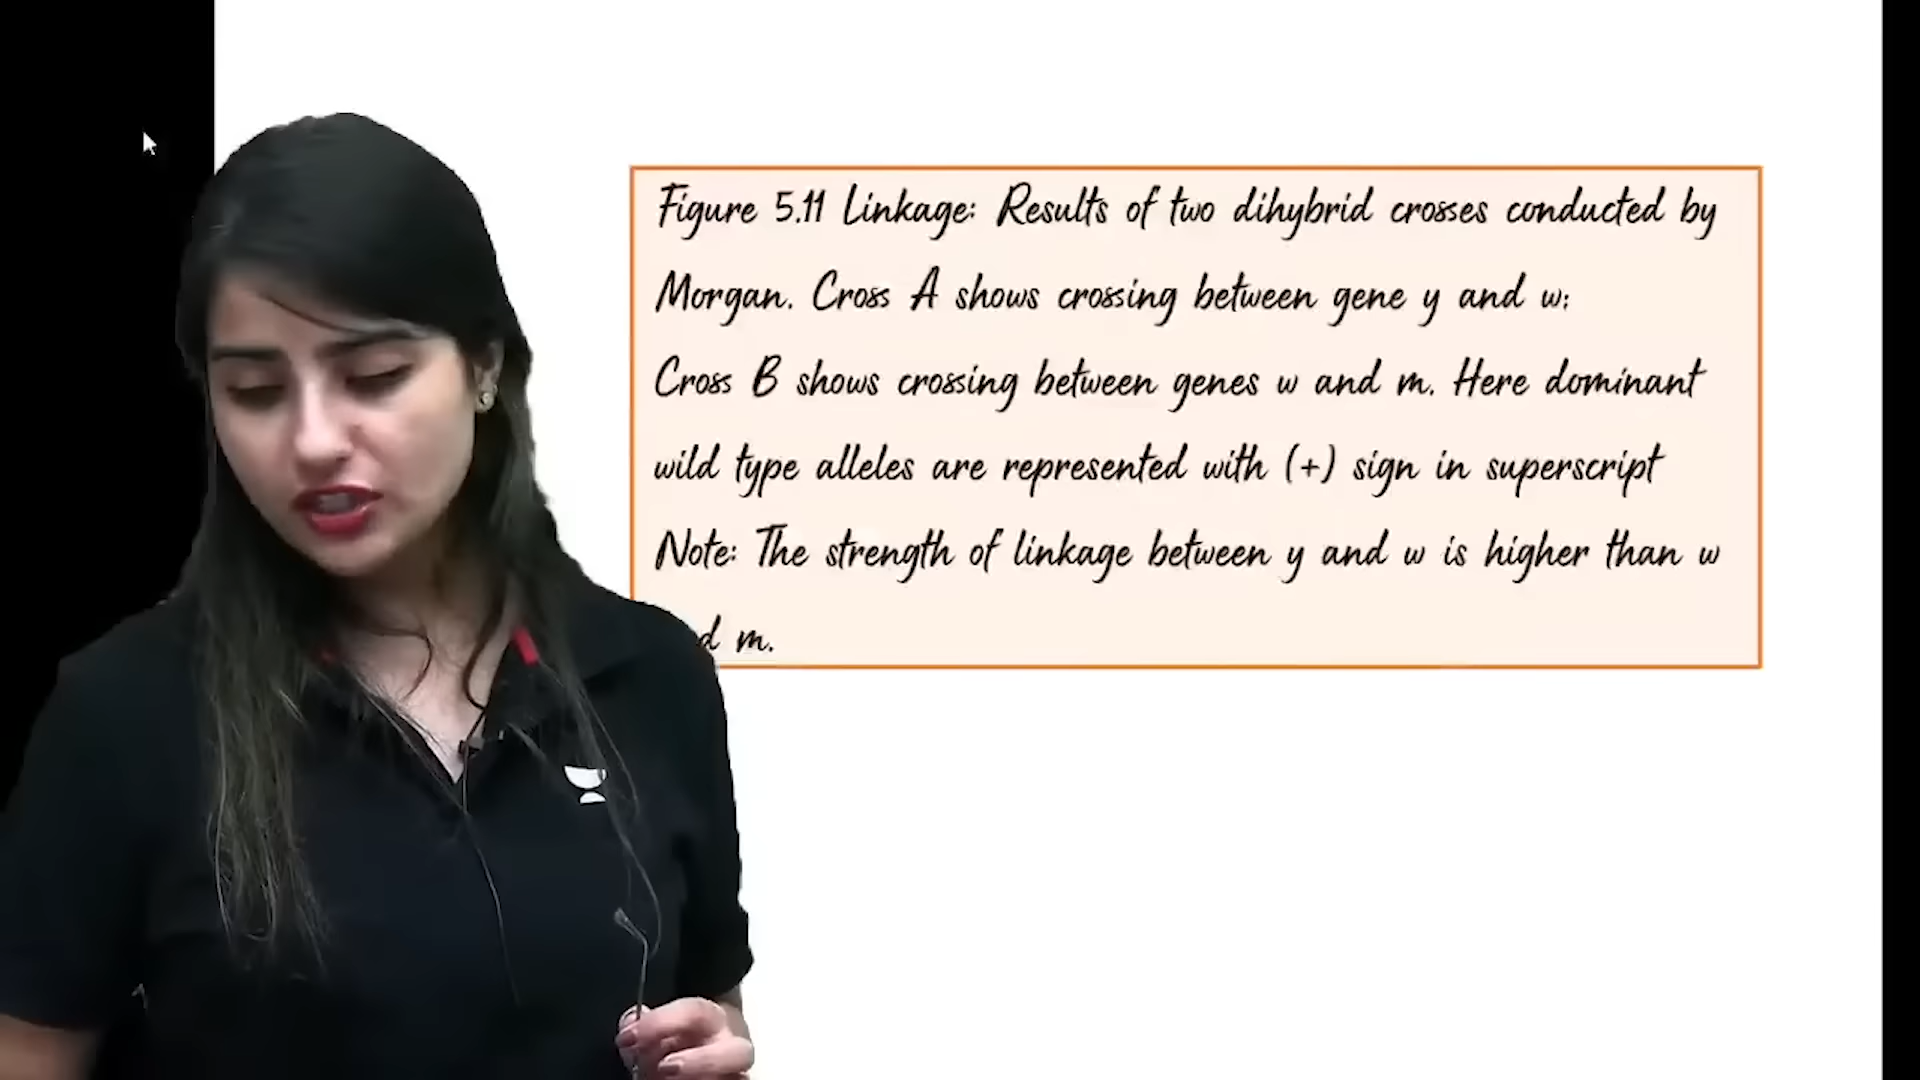 Figure 5.11 Linkage: Results of two dihybrid crosses conducted by
Morgan. Cross A shows crossing between gene y and w;
Cross B shows crossing between genes w and m. Here dominant
wild type alleles are represented with (+) sign in superscript
Note: The strength of linkage between y and w is higher than w
m.